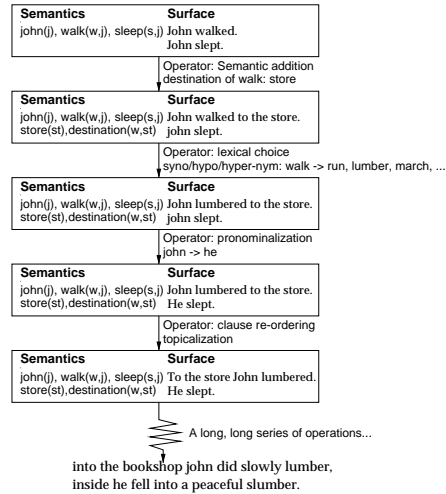 Semantics Surface
john(j), walk(w,j), sleep(s,j) John walked.
John slept.
Operator: Semantic addition
destination of walk: store
Semantics Surface
john(j), walk(w,j), sleep(s,j) John walked to the store.
store(st),destination(w,st) john slept.
Operator: lexical choice
syno/hypo/hyper-nym: walk -> run, lumber, march, ...
Semantics Surface
john(j), walk(w,j), sleep(s,j) John lumbered to the store.
store(st),destination(w,st) john slept.
Operator: pronominalization
john -> he
Semantics Surface
john(j), walk(w,j), sleep(s,j) John lumbered to the store.
store(st),destination(w,st) He slept.
Operator: clause re-ordering
topicalization
Semantics Surface
john(j), walk(w,j), sleep(s,j) To the store John lumbered.
store(st),destination(w,st) He slept.
A long, long series of operations...
into the bookshop john did slowly lumber,
inside he fell into a peaceful slumber.